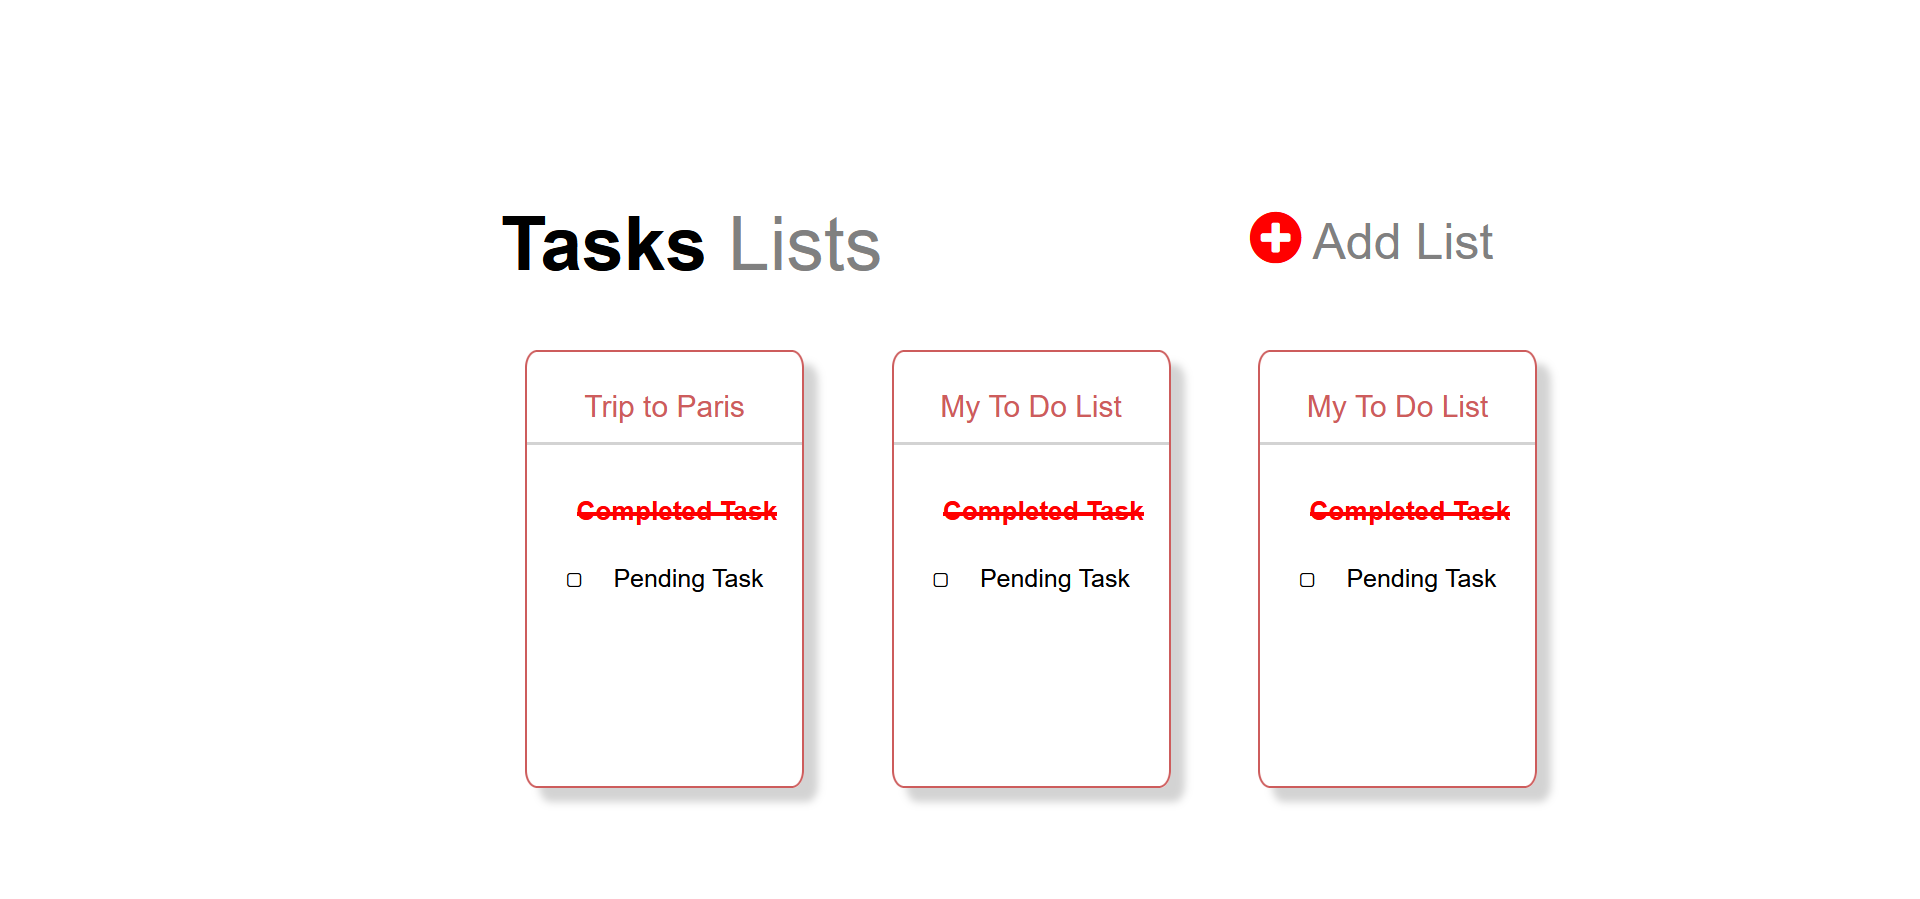 Tasks Lists
Add List
Trip to Paris
Completed Task
Pending Task
My To Do List
Completed Task
Pending Task
My To Do List
Completed Task
Pending Task